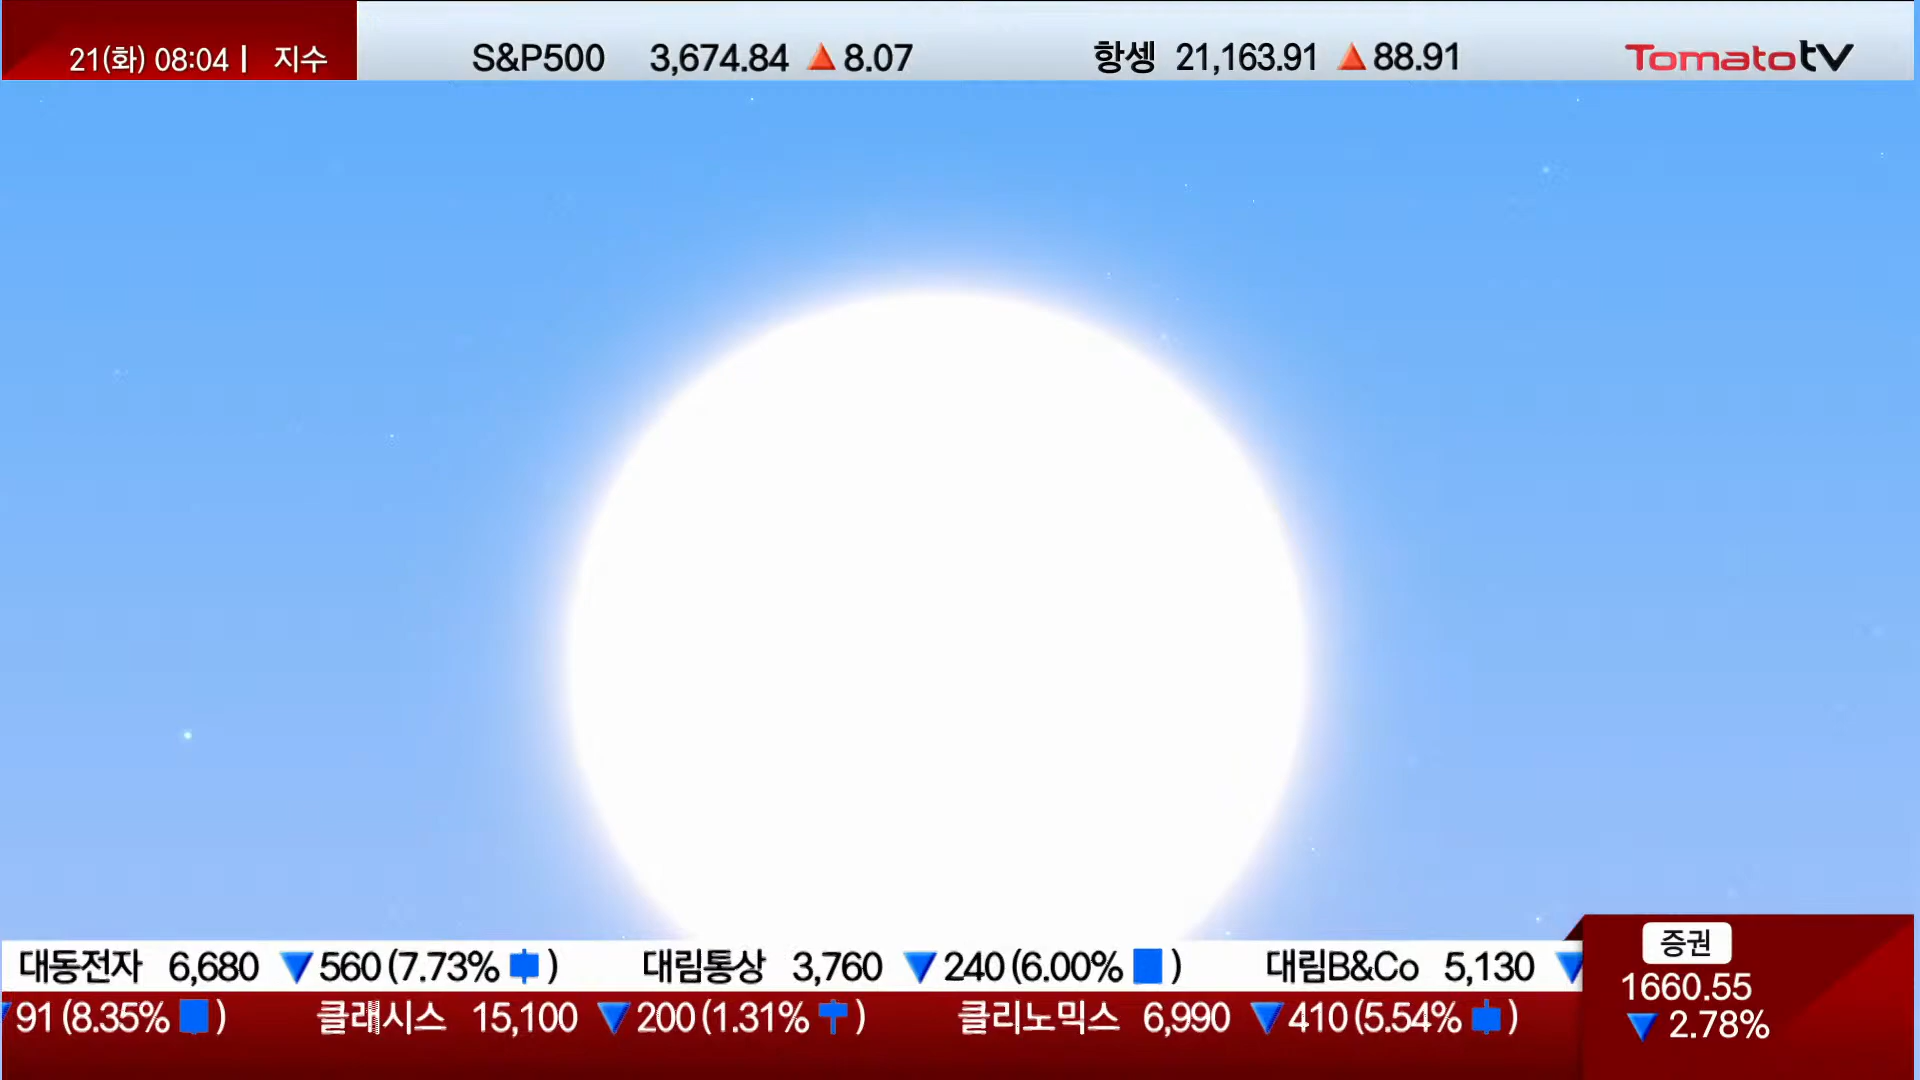 21(화) 08:04 | 지수 S&P500 3,674.84 ▲ 8.07 항셍 21,163.91 ▲ 88.91 Tomatotv
대동전자 6,680 ▼ 560 (7.73% ) 대림통상 3,760 ▼ 240 (6.00% ) 대림B&Co 5,130 ▼
91 (8.35% ) 클래시스 15,100 ▼ 200 (1.31% ) 클리노믹스 6,990 ▼ 410 (5.54% )
증권
1660.55
▼ 2.78%